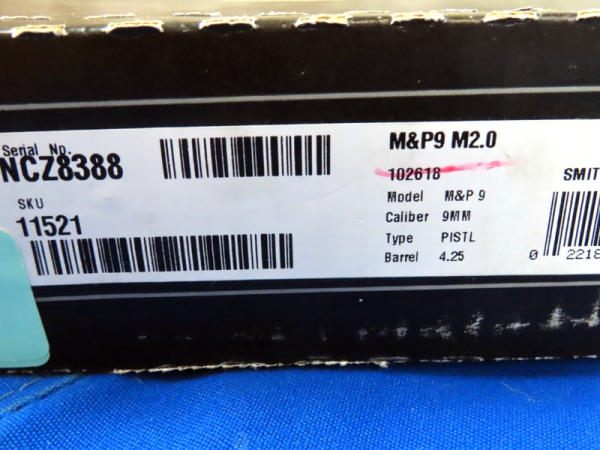 Serial No.
NCZ8388
SKU
11521
M&P9 M2.0
102618
Model M&P 9
Caliber 9MM
Type PISTL
Barrel 4.25
SMIT
0 2218